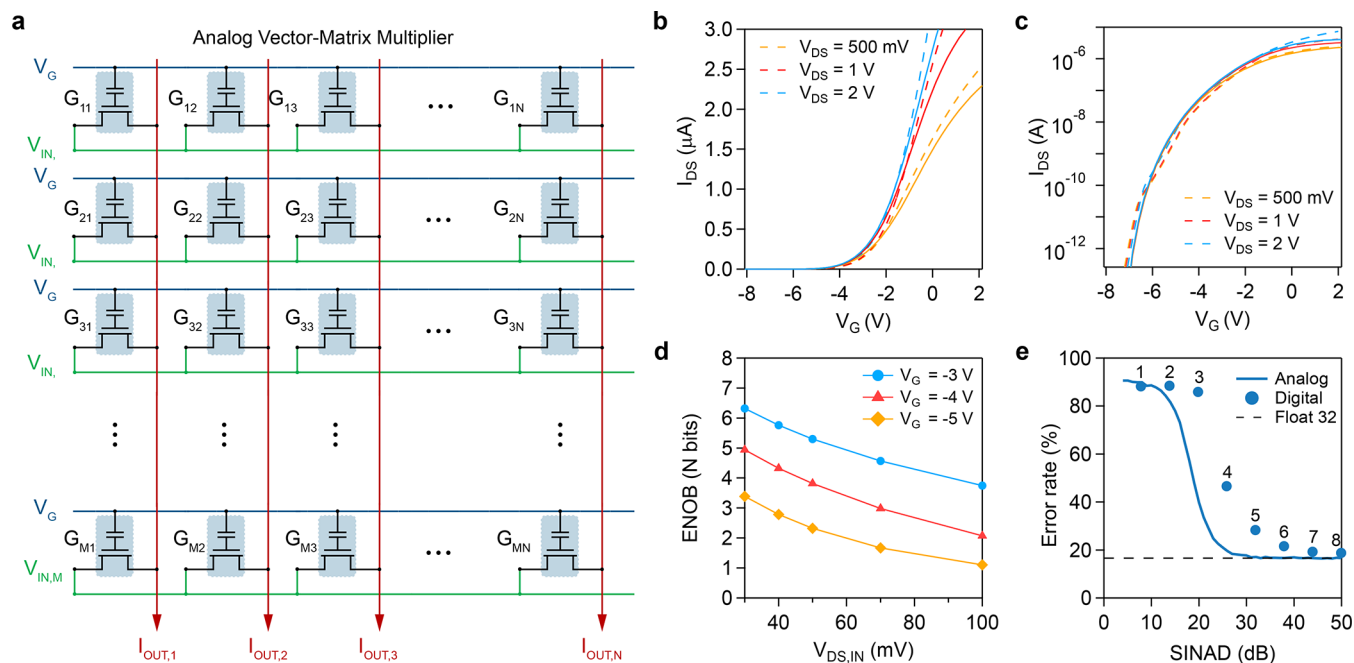 a
Analog Vector-Matrix Multiplier
V_G
G_11 G_12 G_13 ... G_1N
V_IN,
V_G
G_21 G_22 G_23 ... G_2N
V_IN,
V_G
G_31 G_32 G_33 ... G_3N
V_IN,
V_G
G_M1 G_M2 G_M3 ... G_MN
V_IN,M
I_OUT,1 I_OUT,2 I_OUT,3 I_OUT,N
b
V_DS = 500 mV
V_DS = 1 V
V_DS = 2 V
I_DS (μA)
3.0
2.5
2.0
1.5
1.0
0.5
0.0
-8 -6 -4 -2 0 2
V_G (V)
c
I_DS (A)
10^-6
10^-8
10^-10
10^-12
V_DS = 500 mV
V_DS = 1 V
V_DS = 2 V
-8 -6 -4 -2 0 2
V_G (V)
d
V_G = -3 V
V_G = -4 V
V_G = -5 V
ENOB (N bits)
8
7
6
5
4
3
2
1
0
40 60 80 100
V_DS,IN (mV)
e
Analog
Digital
Float 32
1 2 3 4 5 6 7 8
Error rate (%)
100
80
60
40
20
0
0 10 20 30 40 50
SINAD (dB)